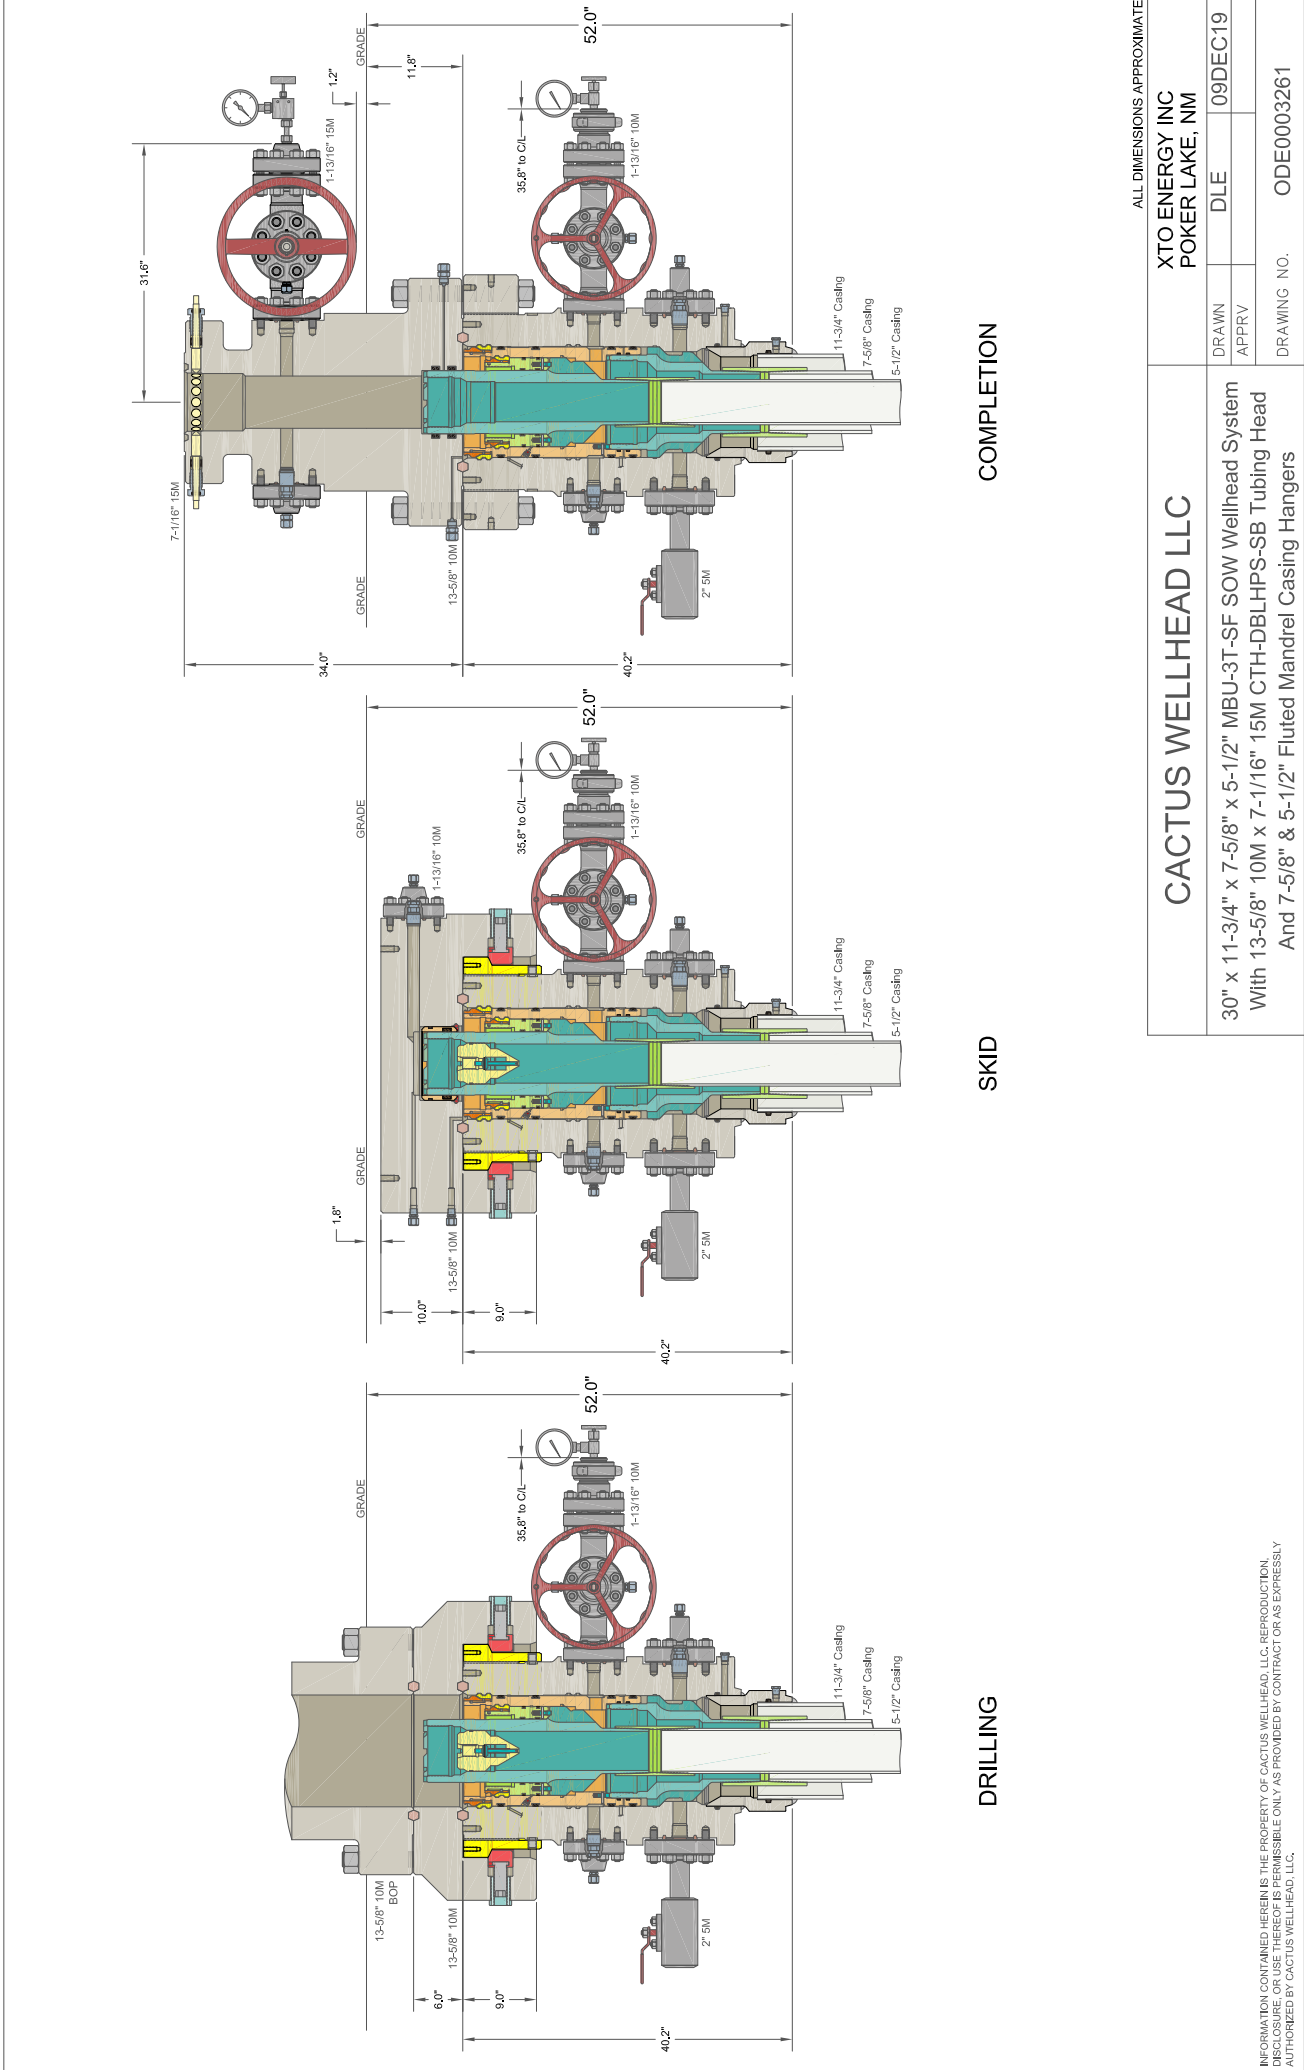 52.0"
GRADE
11.8"
1.2"
1-13/16" 15M
31.6"
35.8" to C/L
1-13/16" 10M
7-1/16" 15M
GRADE
13-5/8" 10M
2" 5M
34.0"
40.2"
11-3/4" Casing
7-5/8" Casing
5-1/2" Casing
COMPLETION
52.0"
GRADE
35.8" to C/L
1-13/16" 10M
1-13/16" 10M
GRADE
1.8"
13-5/8" 10M
2" 5M
10.0"
9.0"
40.2"
11-3/4" Casing
7-5/8" Casing
5-1/2" Casing
SKID
52.0"
GRADE
35.8" to C/L
1-13/16" 10M
13-5/8" 10M
BOP
13-5/8" 10M
2" 5M
6.0"
9.0"
40.2"
11-3/4" Casing
7-5/8" Casing
5-1/2" Casing
DRILLING
INFORMATION CONTAINED HEREIN IS THE PROPERTY OF CACTUS WELLHEAD, LLC. REPRODUCTION,
DISCLOSURE, OR USE THEREOF IS PERMISSIBLE ONLY AS PROVIDED BY CONTRACT OR AS EXPRESSLY
AUTHORIZED BY CACTUS WELLHEAD, LLC.
ALL DIMENSIONS APPROXIMATE
CACTUS WELLHEAD LLC
30" x 11-3/4" x 7-5/8" x 5-1/2" MBU-3T-SF SOW Wellhead System
With 13-5/8" 10M x 7-1/16" 15M CTH-DBLHPS-SB Tubing Head
And 7-5/8" & 5-1/2" Fluted Mandrel Casing Hangers
XTO ENERGY INC
POKER LAKE, NM
DRAWN DLE 09DEC19
APPRV
DRAWING NO. ODE0003261